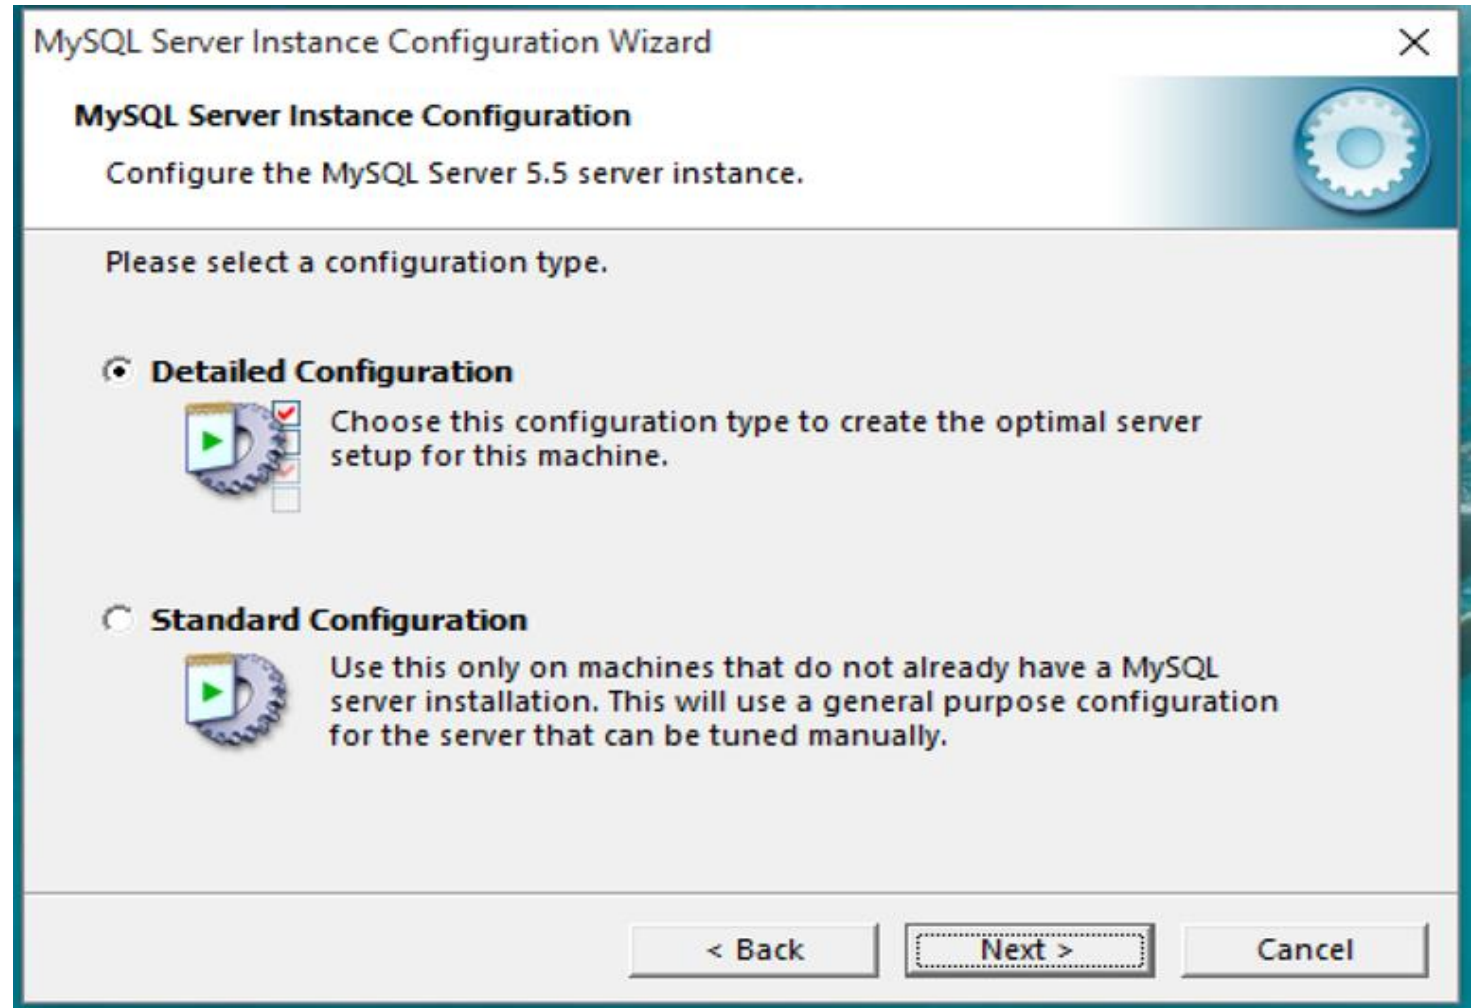 MySQL Server Instance Configuration Wizard
MySQL Server Instance Configuration
Configure the MySQL Server 5.5 server instance.
Please select a configuration type.
Detailed Configuration
Choose this configuration type to create the optimal server
setup for this machine.
Standard Configuration
Use this only on machines that do not already have a MySQL
server installation. This will use a general purpose configuration
for the server that can be tuned manually.
< Back
Next >
Cancel